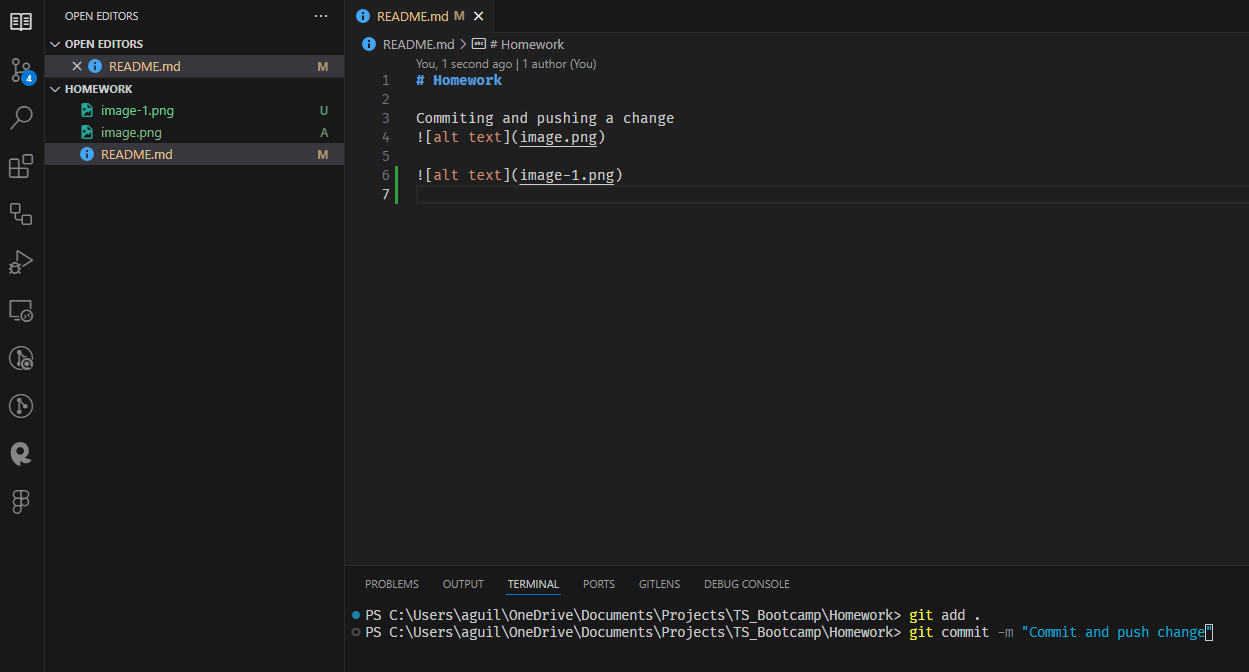 OPEN EDITORS
···
OPEN EDITORS
README.md M
HOMEWORK
image-1.png U
image.png A
README.md M
4
README.md M
README.md > # Homework
You, 1 second ago | 1 author (You)
1 # Homework
2
3 Commiting and pushing a change
4 ![alt text](image.png)
5
6 ![alt text](image-1.png)
7
PROBLEMS OUTPUT TERMINAL PORTS GITLENS DEBUG CONSOLE
PS C:\Users\aguil\OneDrive\Documents\Projects\TS_Bootcamp\Homework> git add .
PS C:\Users\aguil\OneDrive\Documents\Projects\TS_Bootcamp\Homework> git commit -m "Commit and push change"